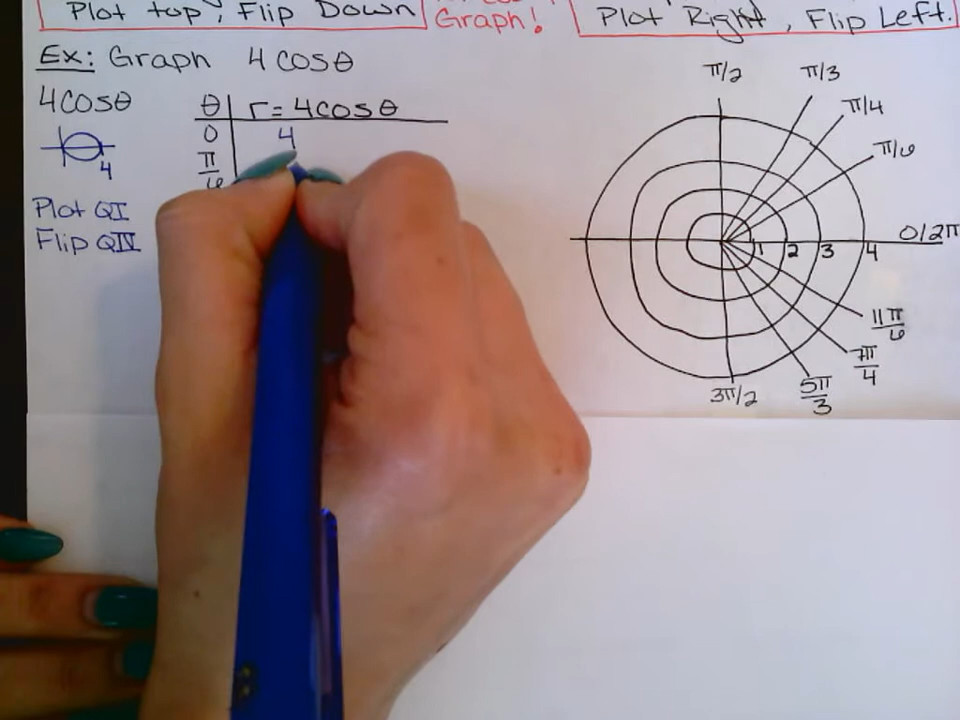 Plot top, Flip Down
Graph!
Plot Right, Flip Left.
Ex: Graph 4cosθ
4cosθ
4
Plot QI
Flip QIV
θ r=4cosθ
0 4
π/6
π/2
π/3
π/4
π/6
0/2π
1 2 3 4
11π/6
7π/4
5π/3
3π/2